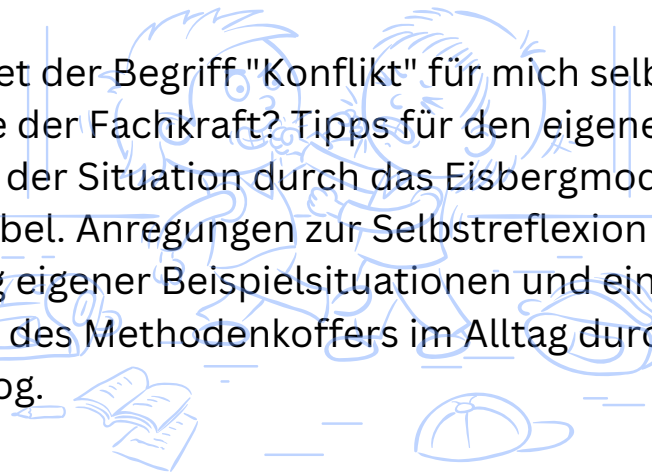 et der Begriff "Konflikt" für mich selb
e der Fachkraft? Tipps für den eigene
der Situation durch das Eisbergmod
bel. Anregungen zur Selbstreflexion
g eigener Beispielsituationen und ein
des Methodenkoffers im Alltag durc
og.